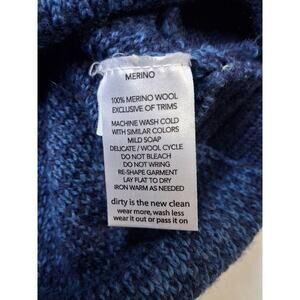 MERINO
100% MERINO WOOL
EXCLUSIVE OF TRIMS
MACHINE WASH COLD
WITH SIMILAR COLORS
MILD SOAP
DELICATE / WOOL CYCLE
DO NOT BLEACH
DO NOT WRING
RE-SHAPE GARMENT
LAY FLAT TO DRY
IRON WARM AS NEEDED
dirty is the new clean
wear more, wash less
wear it out or pass it on